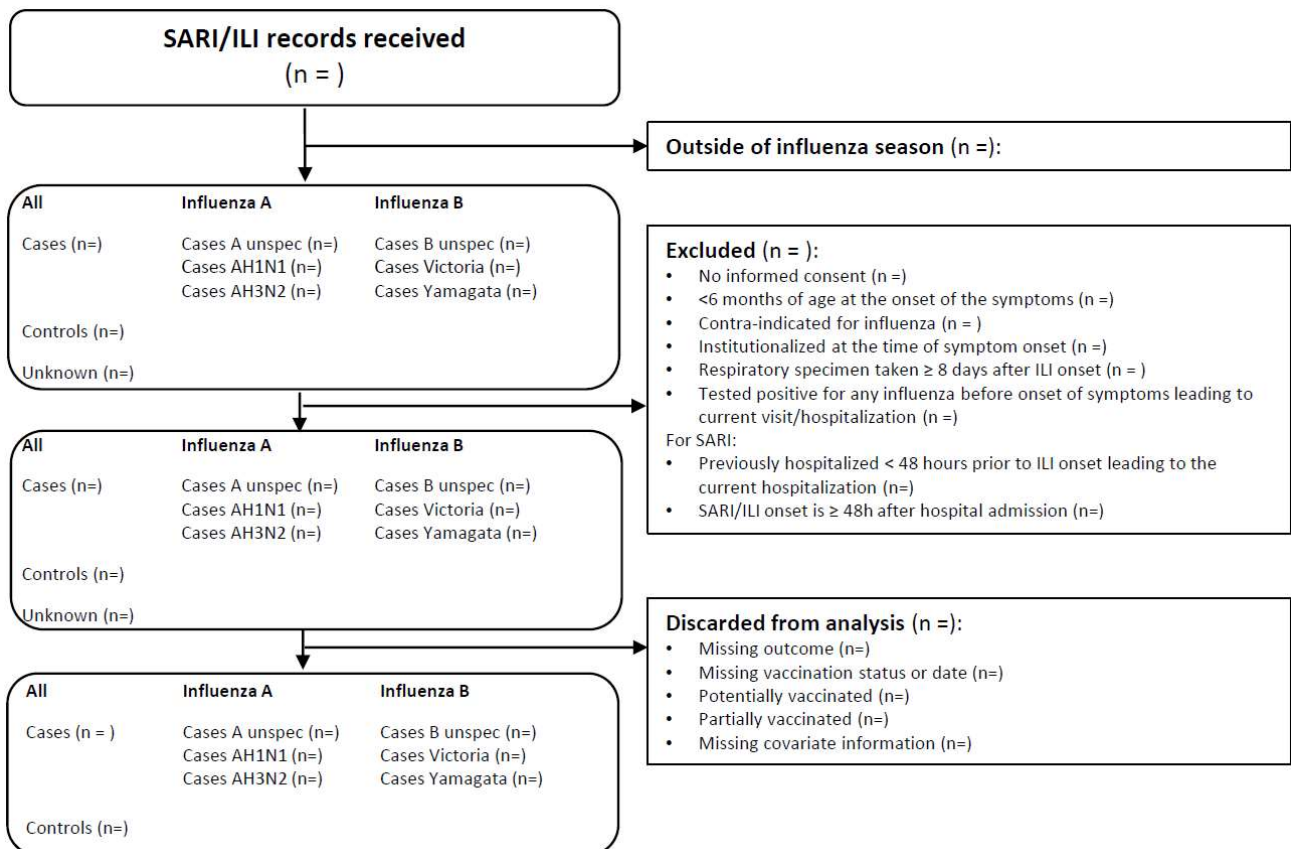 SARI/ILI records received
(n = )
Outside of influenza season (n =):
All Influenza A Influenza B
Cases (n=) Cases A unspec (n=) Cases B unspec (n=)
Cases AH1N1 (n=) Cases Victoria (n=)
Cases AH3N2 (n=) Cases Yamagata (n=)
Controls (n=)
Unknown (n=)
Excluded (n = ):
• No informed consent (n =)
• <6 months of age at the onset of the symptoms (n =)
• Contra-indicated for influenza (n = )
• Institutionalized at the time of symptom onset (n =)
• Respiratory specimen taken ≥ 8 days after ILI onset (n = )
• Tested positive for any influenza before onset of symptoms leading to
current visit/hospitalization (n =)
For SARI:
• Previously hospitalized < 48 hours prior to ILI onset leading to the
current hospitalization (n=)
• SARI/ILI onset is ≥ 48h after hospital admission (n=)
All Influenza A Influenza B
Cases (n=) Cases A unspec (n=) Cases B unspec (n=)
Cases AH1N1 (n=) Cases Victoria (n=)
Cases AH3N2 (n=) Cases Yamagata (n=)
Controls (n=)
Unknown (n=)
Discarded from analysis (n =):
• Missing outcome (n=)
• Missing vaccination status or date (n=)
• Potentially vaccinated (n=)
• Partially vaccinated (n=)
• Missing covariate information (n=)
All Influenza A Influenza B
Cases (n = ) Cases A unspec (n=) Cases B unspec (n=)
Cases AH1N1 (n=) Cases Victoria (n=)
Cases AH3N2 (n=) Cases Yamagata (n=)
Controls (n=)